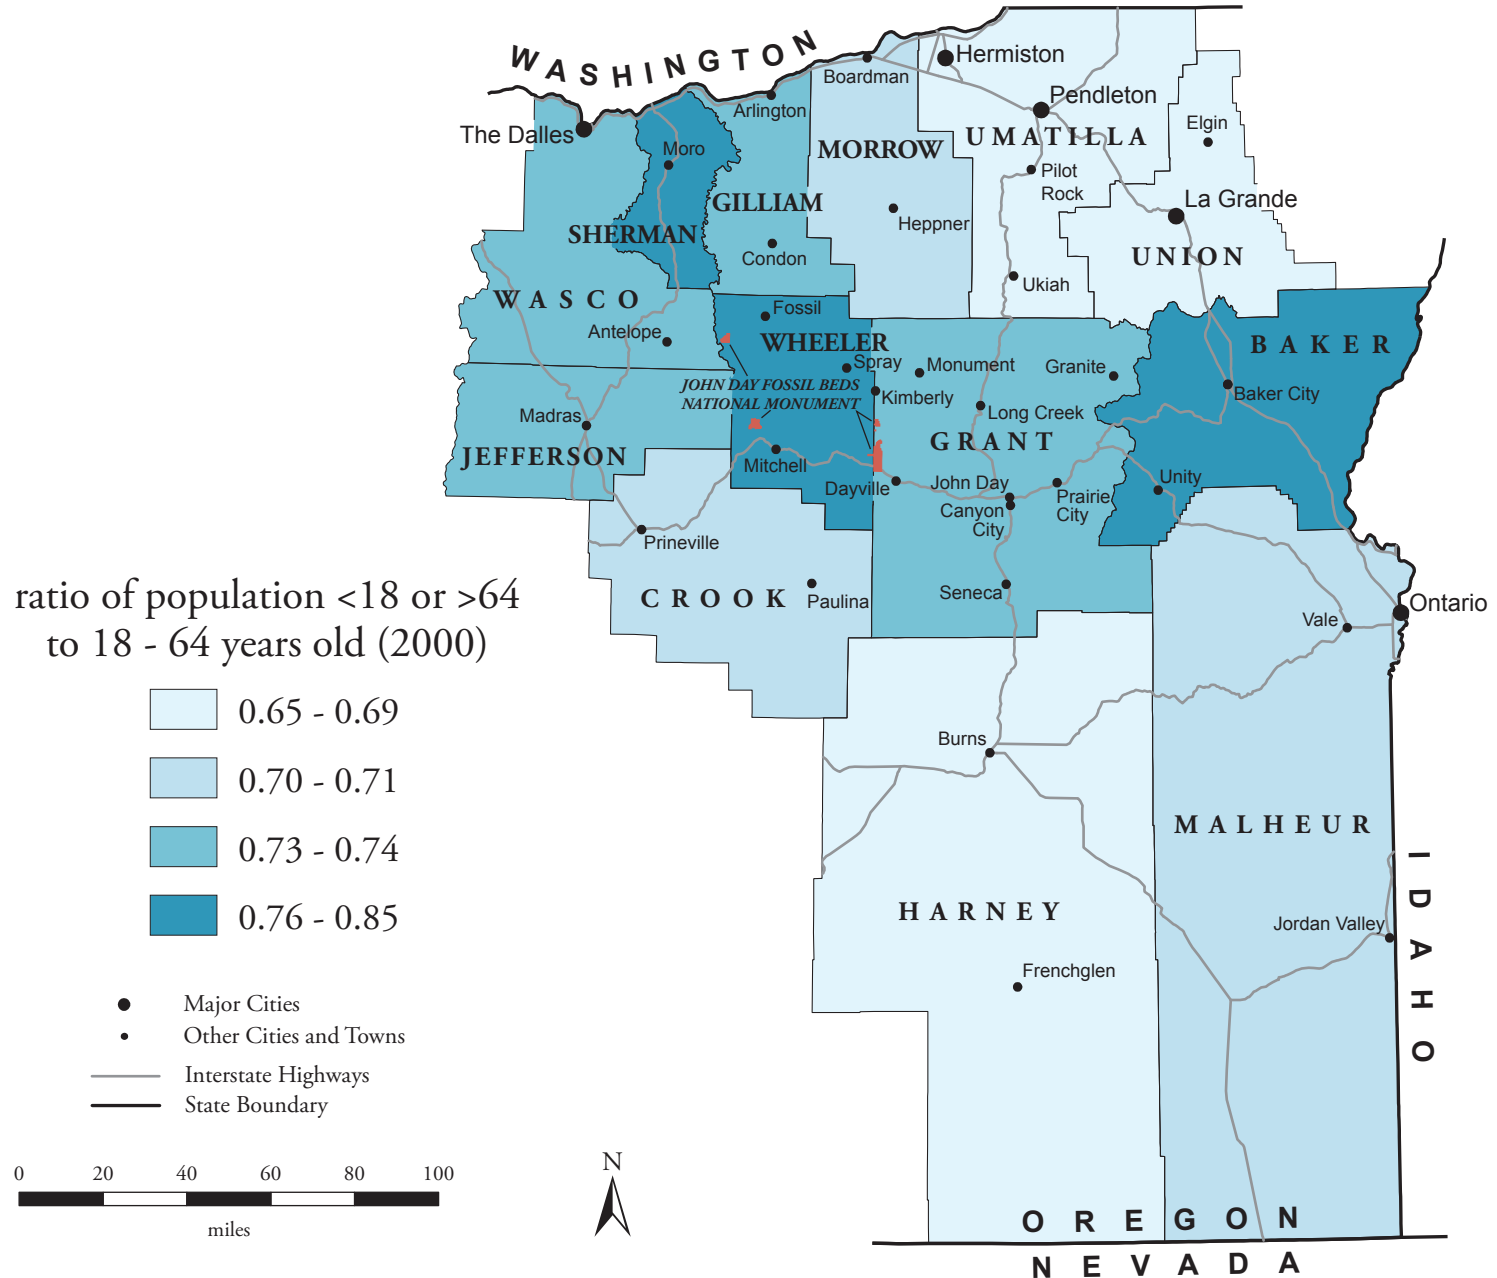 WASHINGTON
Hermiston
Boardman
Pendleton
Arlington
The Dalles
Elgin
UMATILLA
MORROW
Moro
Pilot
Rock
La Grande
GILLIAM
Heppner
SHERMAN
Condon
UNION
Ukiah
WASCO
Fossil
Antelope
WHEELER
BAKER
Spray
Monument
Granite
JOHN DAY FOSSIL BEDS
NATIONAL MONUMENT
Kimberly
Baker City
Long Creek
Madras
GRANT
JEFFERSON
Mitchell
Dayville
John Day
Unity
Canyon
City
Prairie
City
Prineville
CROOK
Paulina
Seneca
Ontario
Vale
ratio of population <18 or >64
to 18 - 64 years old (2000)
0.65 - 0.69
0.70 - 0.71
0.73 - 0.74
0.76 - 0.85
Burns
MALHEUR
IDAHO
HARNEY
Jordan Valley
Frenchglen
Major Cities
Other Cities and Towns
Interstate Highways
State Boundary
0 20 40 60 80 100
miles
N
OREGON
NEVADA